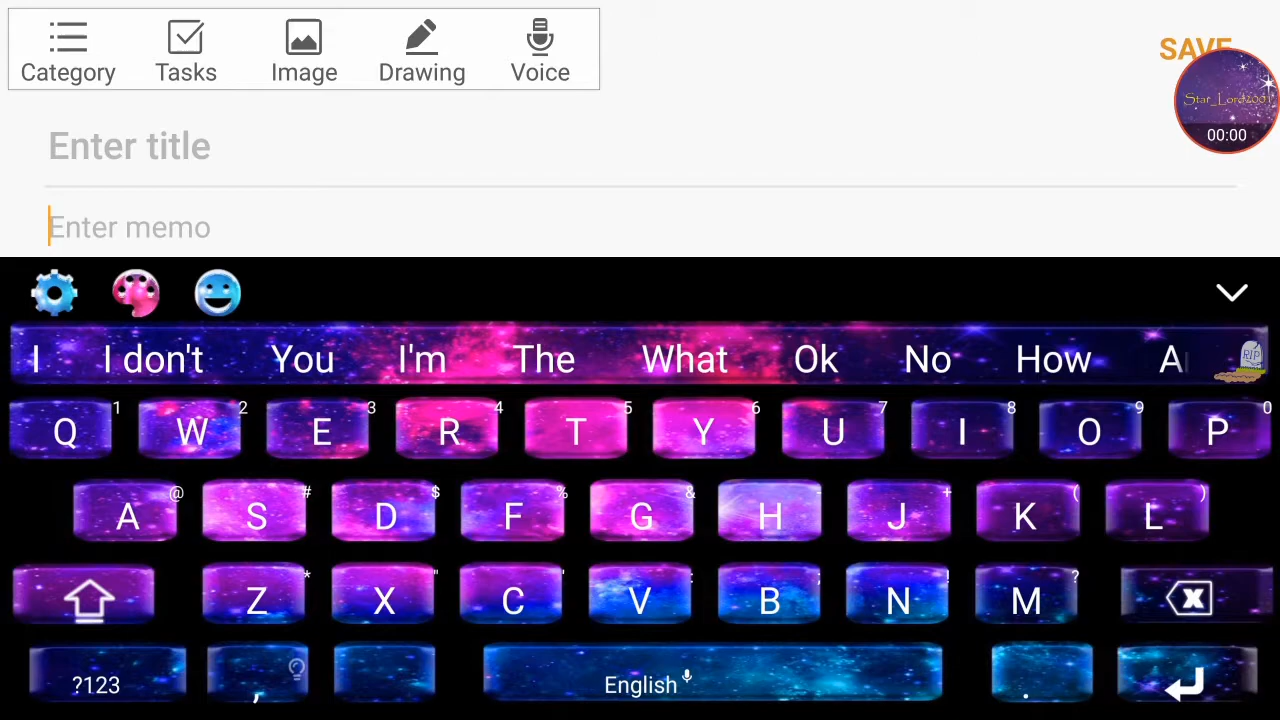 Category Tasks Image Drawing Voice
SAVE
Star_Lord2001
00:00
Enter title
Enter memo
I I don't You I'm The What Ok No How A
RIP
Q 1 W 2 E 3 R 4 T 5 Y 6 U 7 I 8 O 9 P 0
A @ S # D $ F % G & H - J + K ( L )
Z * X " C ' V : B ; N ! M ?
?123 , English .